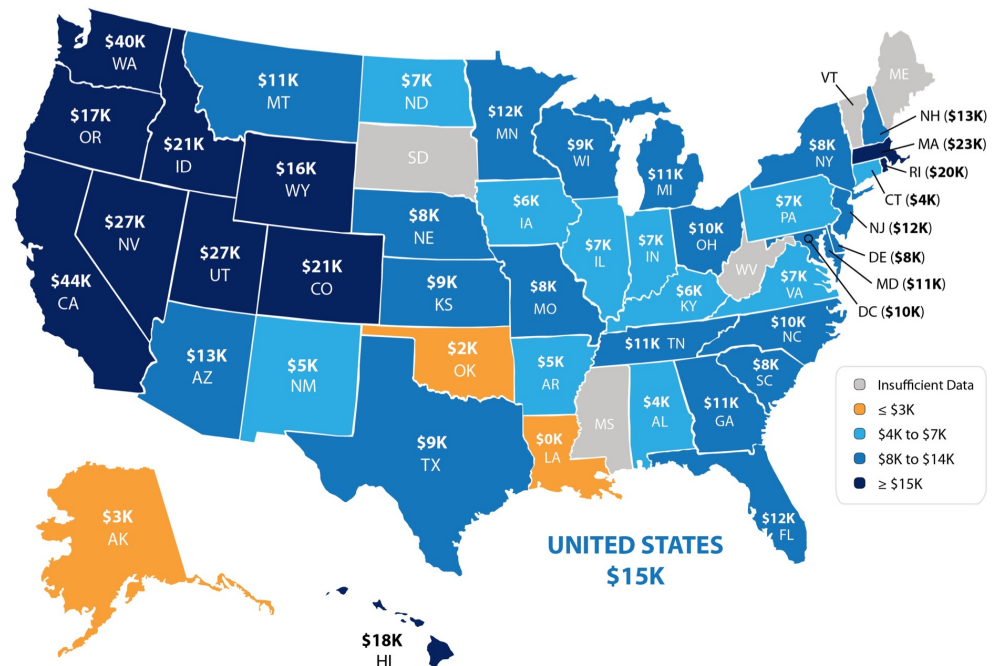 $40K
WA
$11K
MT
$7K
ND
$12K
MN
VT
ME
$17K
OR
$21K
ID
$9K
WI
$11K
MI
$8K
NY
NH ($13K)
MA ($23K)
RI ($20K)
CT ($4K)
NJ ($12K)
DE ($8K)
MD ($11K)
DC ($10K)
SD
$16K
WY
$8K
NE
$6K
IA
$7K
PA
$27K
NV
$27K
UT
$21K
CO
$44K
CA
$9K
KS
$8K
MO
$7K
IL
$7K
IN
$10K
OH
WV
$7K
VA
$6K
KY
$10K
NC
$11K TN
$13K
AZ
$5K
NM
$2K
OK
$5K
AR
MS
$4K
AL
$11K
GA
$8K
SC
$9K
TX
$0K
LA
$12K
FL
$3K
AK
$18K
HI
UNITED STATES
$15K
Insufficient Data
≤ $3K
$4K to $7K
$8K to $14K
≥ $15K